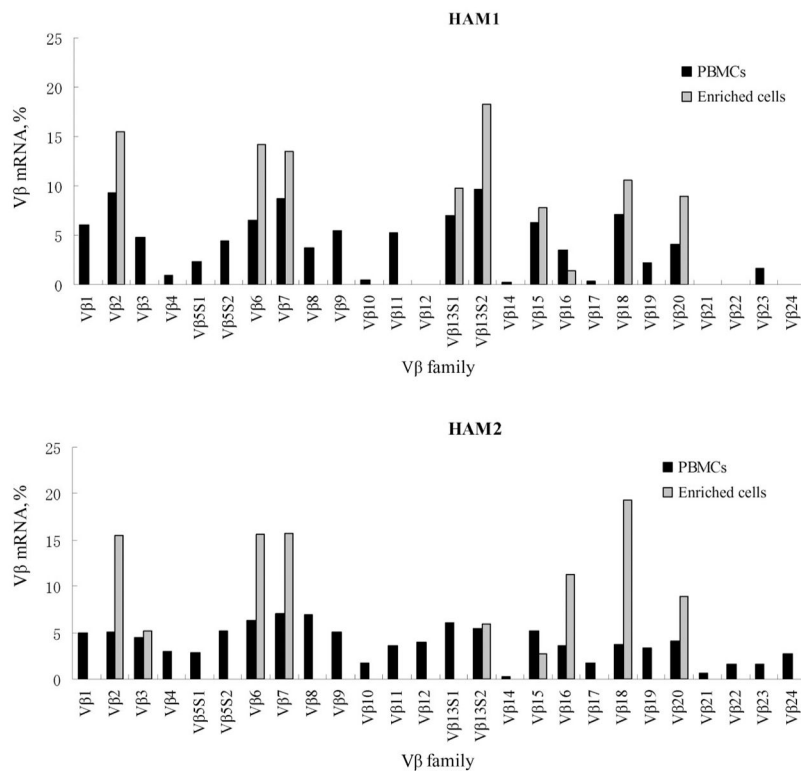 HAM1
25
20
15
10
5
0
Vβ mRNA, %
PBMCs
Enriched cells
Vβ1
Vβ2
Vβ3
Vβ4
Vβ5S1
Vβ5S2
Vβ6
Vβ7
Vβ8
Vβ9
Vβ10
Vβ11
Vβ12
Vβ13S1
Vβ13S2
Vβ14
Vβ15
Vβ16
Vβ17
Vβ18
Vβ19
Vβ20
Vβ21
Vβ22
Vβ23
Vβ24
Vβ family
HAM2
25
20
15
10
5
0
Vβ mRNA, %
PBMCs
Enriched cells
Vβ1
Vβ2
Vβ3
Vβ4
Vβ5S1
Vβ5S2
Vβ6
Vβ7
Vβ8
Vβ9
Vβ10
Vβ11
Vβ12
Vβ13S1
Vβ13S2
Vβ14
Vβ15
Vβ16
Vβ17
Vβ18
Vβ19
Vβ20
Vβ21
Vβ22
Vβ23
Vβ24
Vβ family